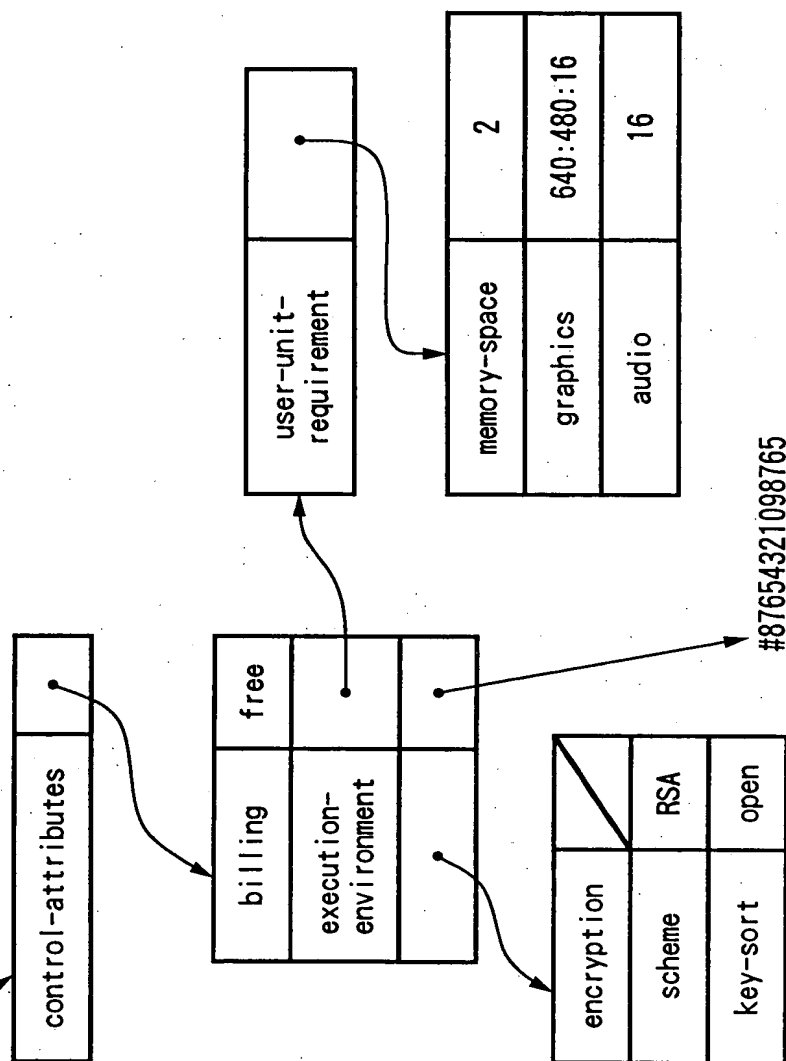 control-attributes
billing
free
execution-
environment
encryption
scheme
RSA
key-sort
open
#87654321098765
user-unit-
requirement
memory-space
2
graphics
640:480:16
audio
16